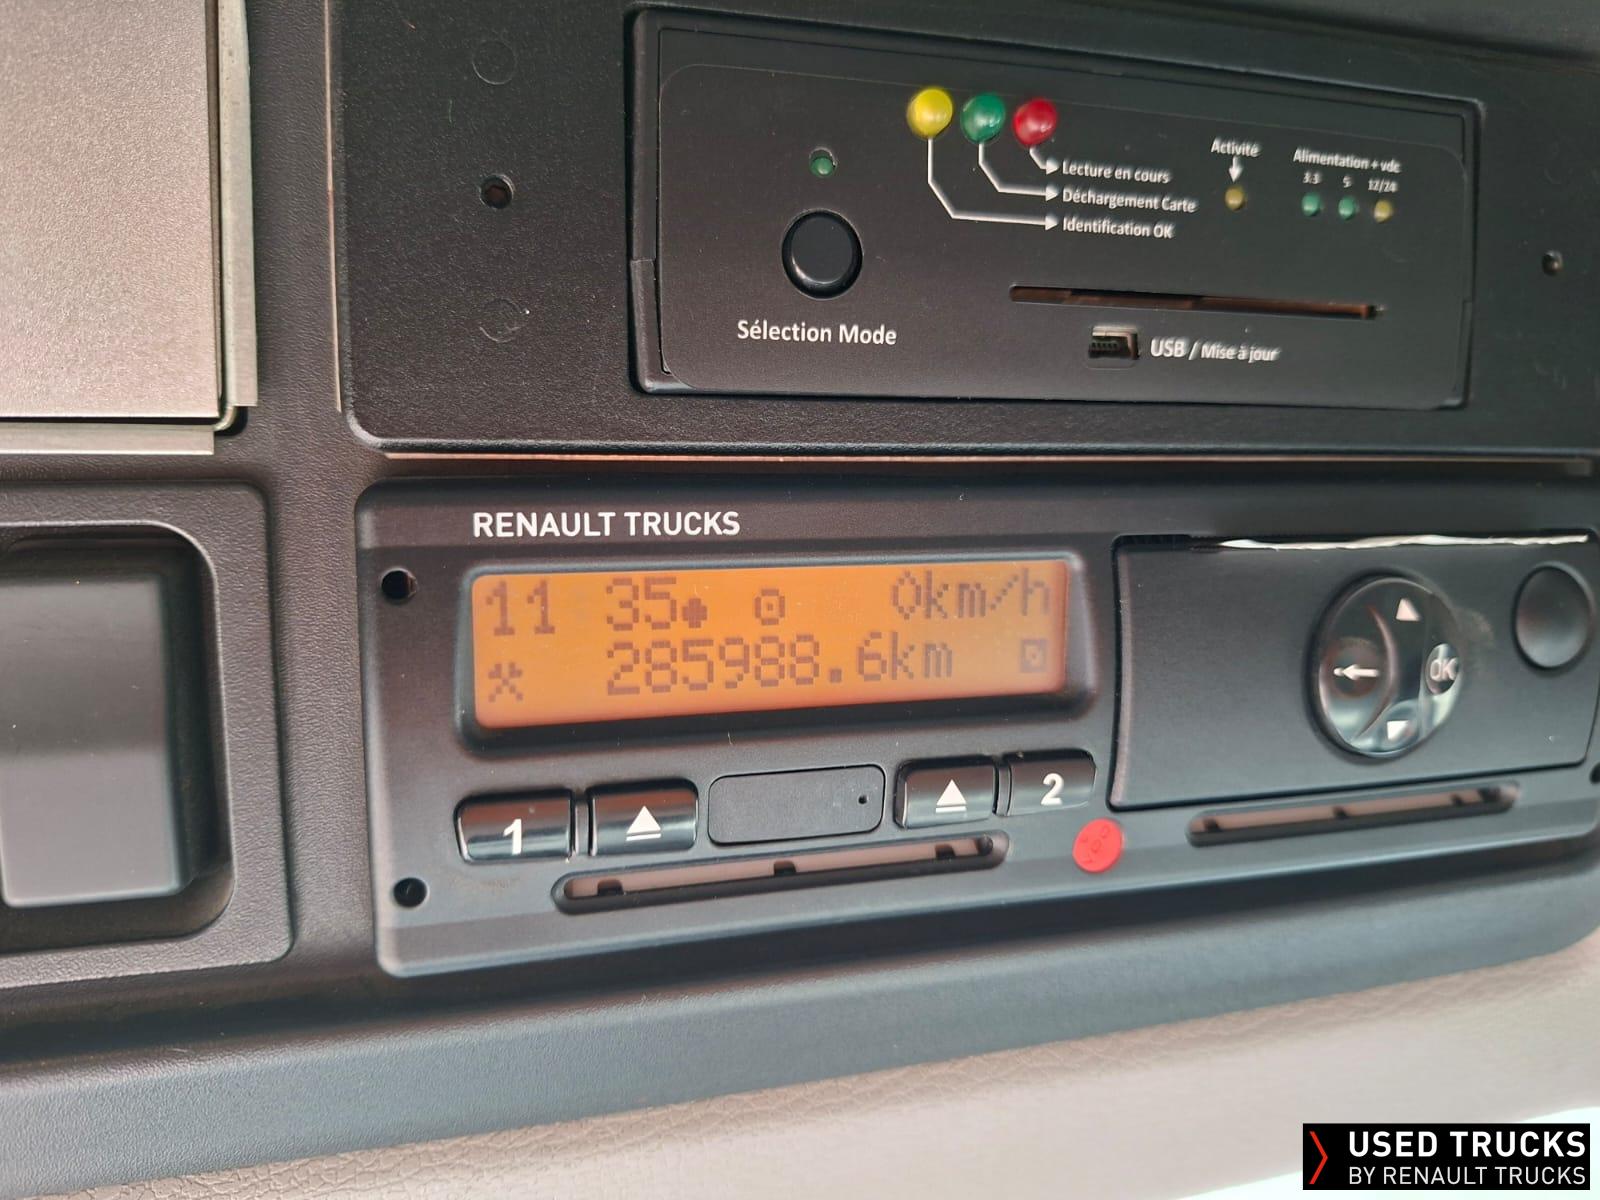 Lecture en cours
Déchargement Carte
Identification OK
Activité
Alimentation + vdc
3.3 5 12/24
Sélection Mode
USB / Mise à jour
RENAULT TRUCKS
11 35 0km/h
285988.6km
OK
1
2
USED TRUCKS
BY RENAULT TRUCKS